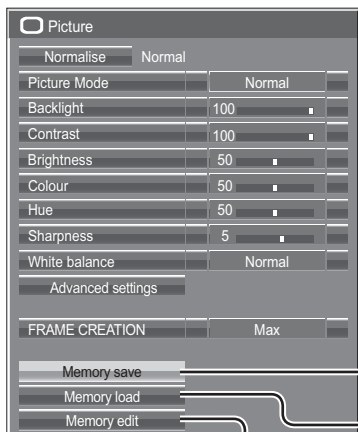 Picture
Normalise Normal
Picture Mode Normal
Backlight 100
Contrast 100
Brightness 50
Colour 50
Hue 50
Sharpness 5
White balance Normal
Advanced settings
FRAME CREATION Max
Memory save
Memory load
Memory edit